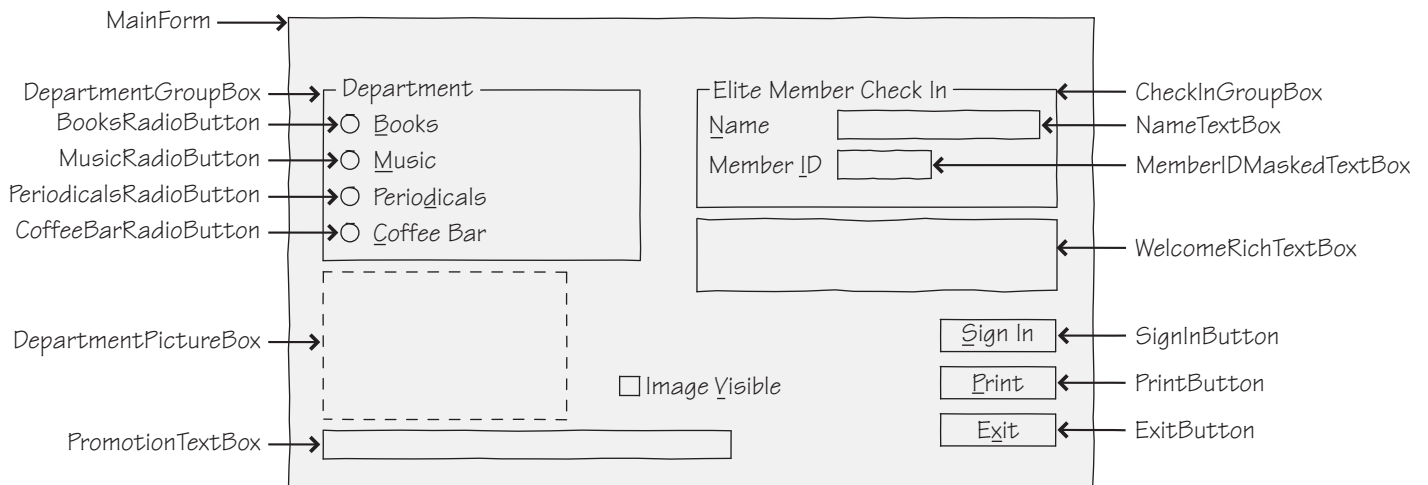 MainForm
DepartmentGroupBox
BooksRadioButton
MusicRadioButton
PeriodicalsRadioButton
CoffeeBarRadioButton
DepartmentPictureBox
PromotionTextBox
Department
Books
Music
Periodicals
Coffee Bar
Image Visible
Elite Member Check In
Name
Member ID
Sign In
Print
Exit
CheckInGroupBox
NameTextBox
MemberIDMaskedTextBox
WelcomeRichTextBox
SignInButton
PrintButton
ExitButton